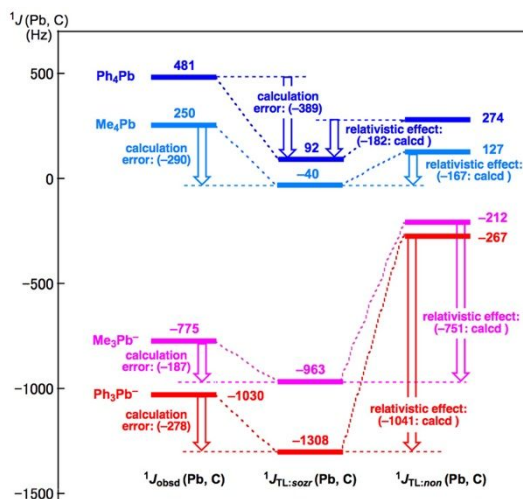 ¹J (Pb, C)
(Hz)
500
0
−500
−1000
−1500
Ph₄Pb
481
Me₄Pb
250
calculation
error: (−290)
calculation
error: (−389)
92
−40
274
relativistic effect:
(−182: calcd )
127
relativistic effect:
(−167: calcd )
−212
−267
Me₃Pb⁻
−775
calculation
error: (−187)
−963
relativistic effect:
(−751: calcd )
Ph₃Pb⁻
−1030
calculation
error: (−278)
−1308
relativistic effect:
(−1041: calcd )
¹J_obsd (Pb, C)
¹J_TL:sozr (Pb, C)
¹J_TL:non (Pb, C)